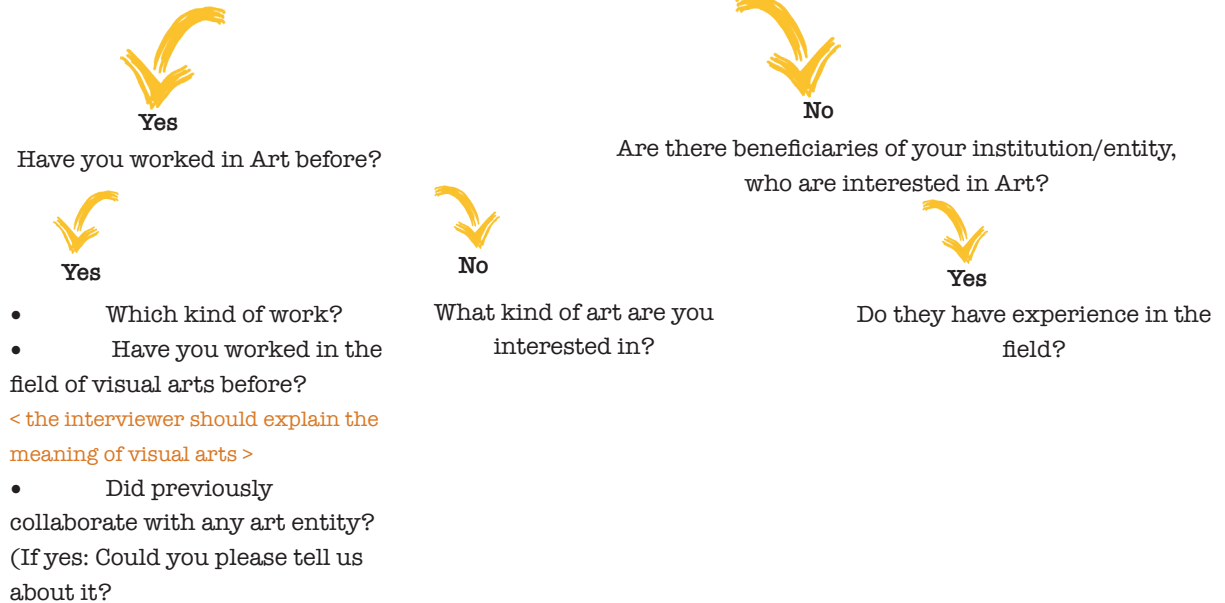 Yes
Have you worked in Art before?
No
Are there beneficiaries of your institution/entity,
who are interested in Art?
Yes
• Which kind of work?
• Have you worked in the
field of visual arts before?
< the interviewer should explain the
meaning of visual arts >
• Did previously
collaborate with any art entity?
(If yes: Could you please tell us
about it?
No
What kind of art are you
interested in?
Yes
Do they have experience in the
field?